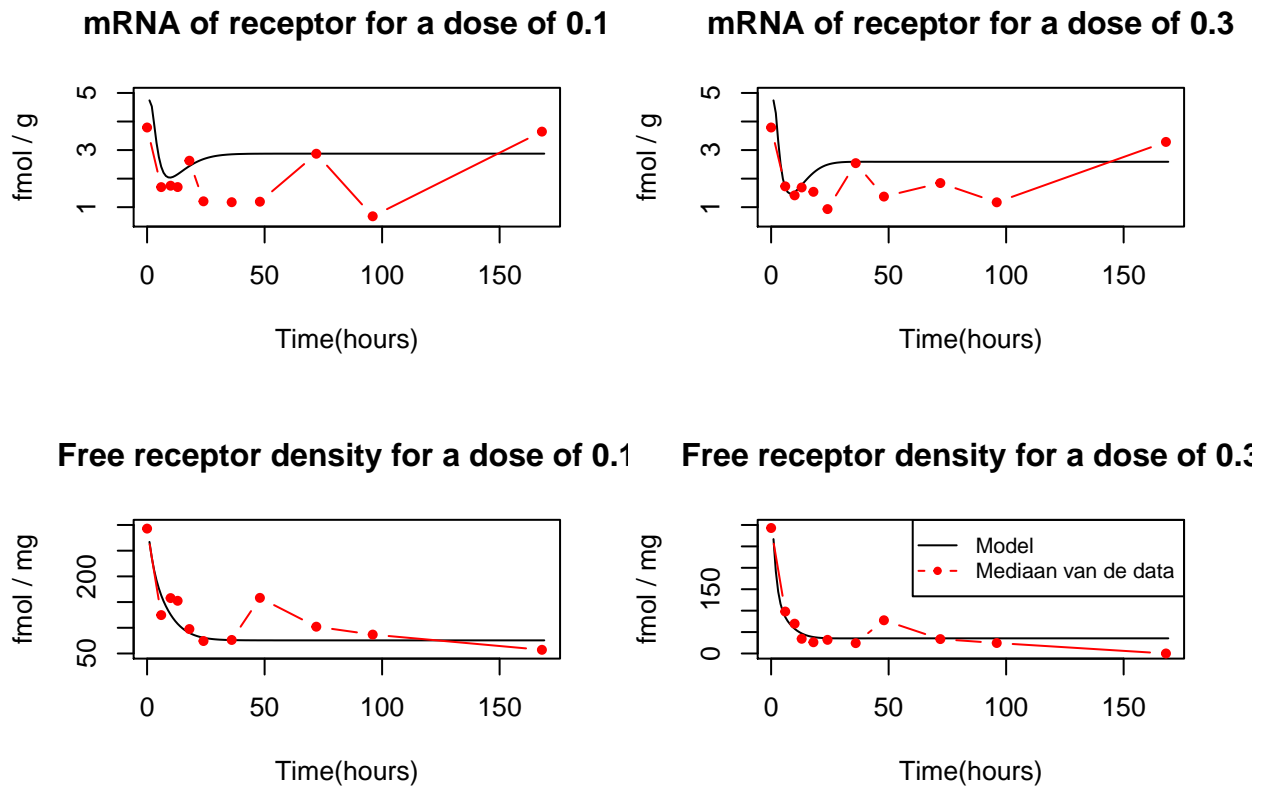 mRNA of receptor for a dose of 0.1
fmol / g
5
3
1
0 50 100 150
Time(hours)
mRNA of receptor for a dose of 0.3
fmol / g
5
3
1
0 50 100 150
Time(hours)
Free receptor density for a dose of 0.1
fmol / mg
200
50
0 50 100 150
Time(hours)
Free receptor density for a dose of 0.3
fmol / mg
150
0
Model
Mediaan van de data
0 50 100 150
Time(hours)